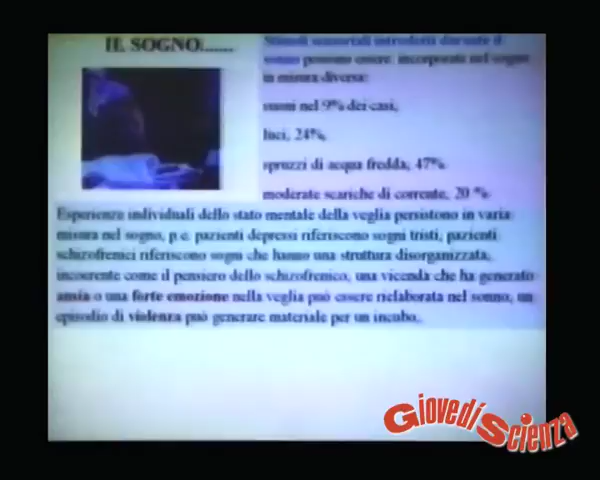 IL SOGNO......
Stimoli sensoriali introdotti durante il
sonno possono essere incorporate nel sogno
in misura diversa:
suoni nel 9% dei casi,
luci, 24%,
spruzzi di acqua fredda, 47%
moderate scariche di corrente, 20 %
Esperienze individuali dello stato mentale della veglia persistono in varia
misura nel sogno, p.e. pazienti depressi riferiscono sogni tristi, pazienti
schizofrenici riferiscono sogni che hanno una struttura disorganizzata,
incoerente come il pensiero dello schizofrenico, una vicenda che ha generato
ansia o una forte emozione nella veglia può essere rielaborata nel sonno, un
episodio di violenza può generare materiale per un incubo.
Giovedì Scienza